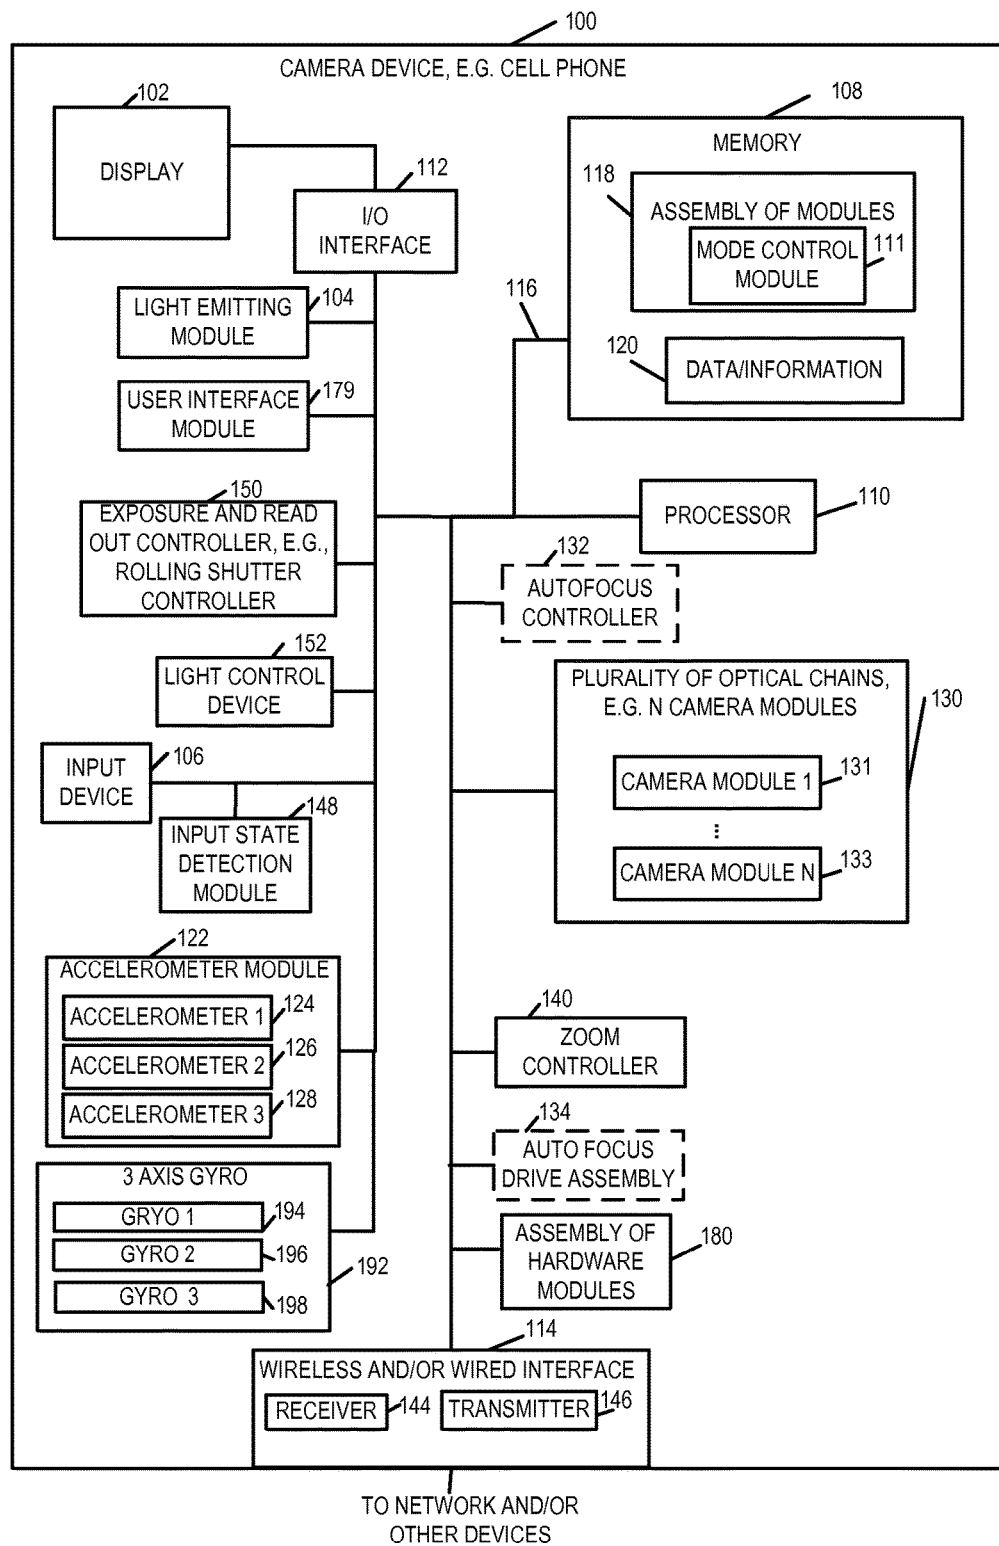 100
CAMERA DEVICE, E.G. CELL PHONE
102
DISPLAY
112
I/O
INTERFACE
LIGHT EMITTING
MODULE
104
USER INTERFACE
MODULE
179
150
EXPOSURE AND READ
OUT CONTROLLER, E.G.,
ROLLING SHUTTER
CONTROLLER
152
LIGHT CONTROL
DEVICE
INPUT
DEVICE
106
148
INPUT STATE
DETECTION
MODULE
122
ACCELEROMETER MODULE
ACCELEROMETER 1
124
ACCELEROMETER 2
126
ACCELEROMETER 3
128
3 AXIS GYRO
GRYO 1
194
GYRO 2
196
GYRO 3
198
192
108
MEMORY
118
ASSEMBLY OF MODULES
MODE CONTROL
MODULE
111
116
120
DATA/INFORMATION
PROCESSOR
110
132
AUTOFOCUS
CONTROLLER
PLURALITY OF OPTICAL CHAINS,
E.G. N CAMERA MODULES
130
CAMERA MODULE 1
131
...
CAMERA MODULE N
133
140
ZOOM
CONTROLLER
134
AUTO FOCUS
DRIVE ASSEMBLY
ASSEMBLY OF
HARDWARE
MODULES
180
114
WIRELESS AND/OR WIRED INTERFACE
RECEIVER
144
TRANSMITTER
146
TO NETWORK AND/OR
OTHER DEVICES